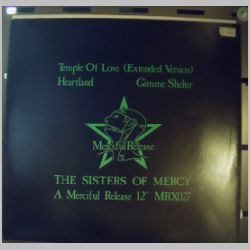 Temple Of Love (Extended Version)
Heartland Gimme Shelter
Merciful Release
THE SISTERS OF MERCY
A Merciful Release 12" MRX027